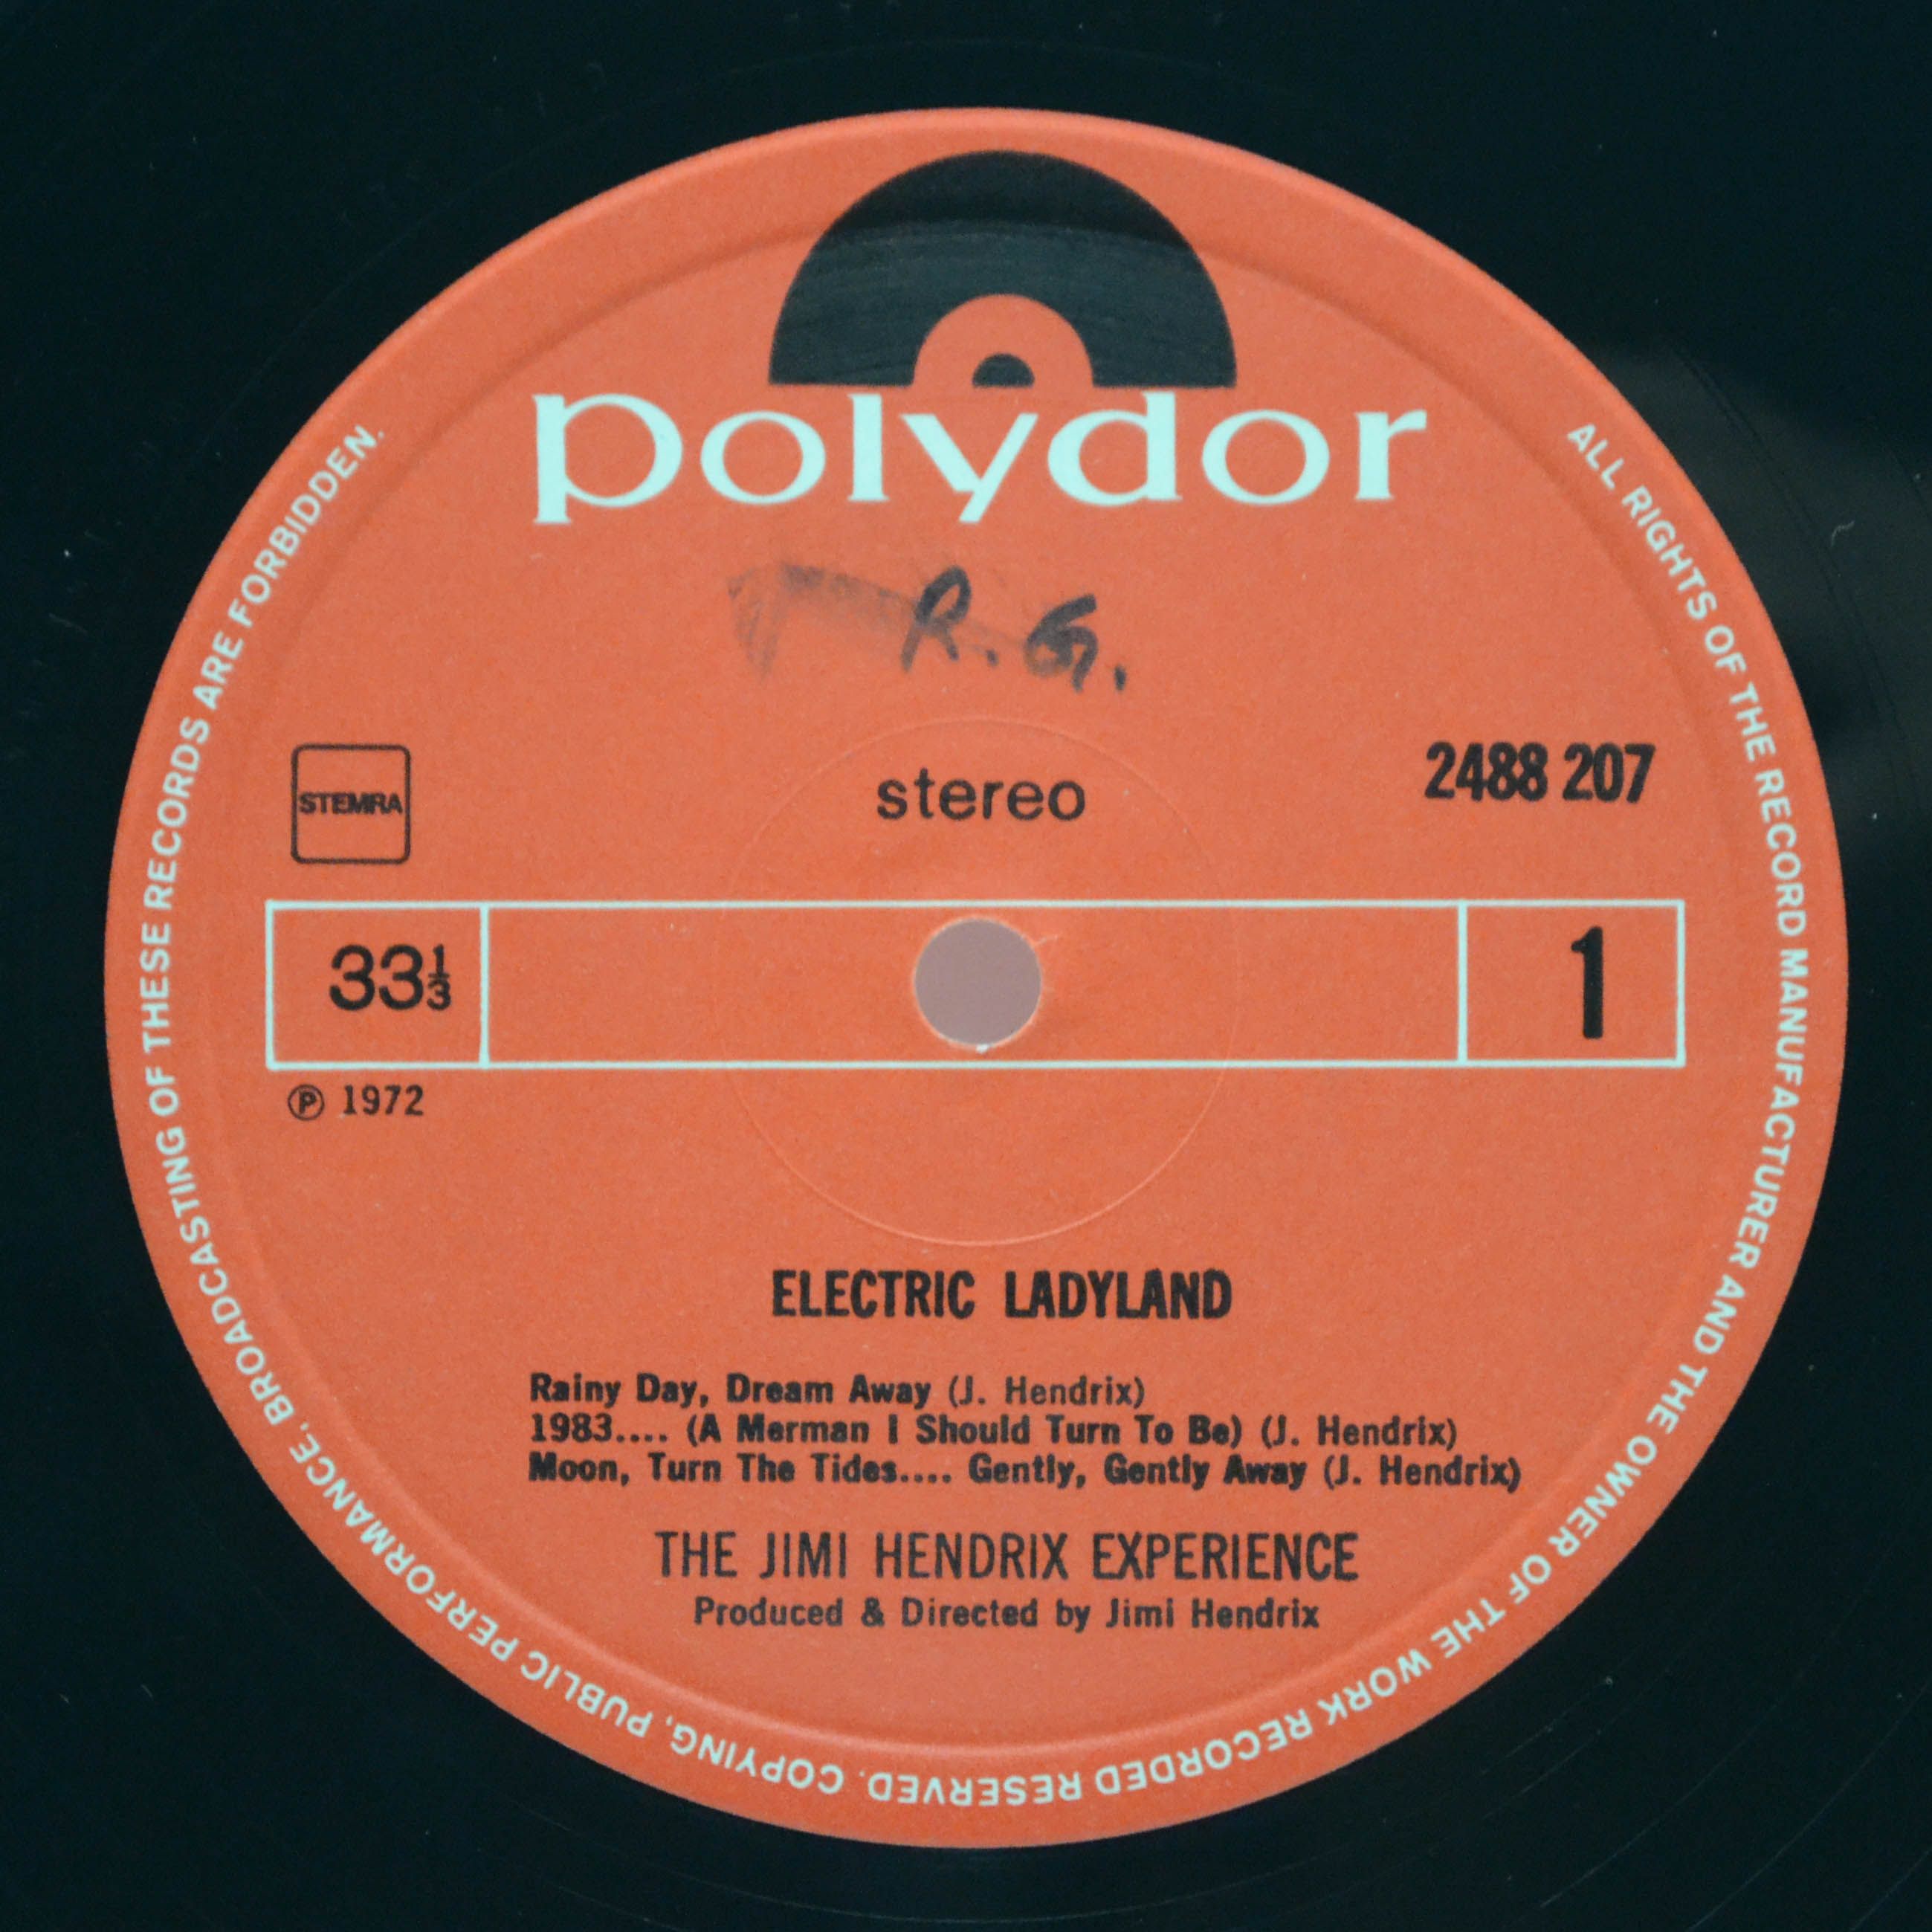 polydor
R. G.
STEMRA
stereo
2488 207
33⅓
1
℗ 1972
ELECTRIC LADYLAND
Rainy Day, Dream Away (J. Hendrix)
1983.... (A Merman I Should Turn To Be) (J. Hendrix)
Moon, Turn The Tides.... Gently, Gently Away (J. Hendrix)
THE JIMI HENDRIX EXPERIENCE
Produced & Directed by Jimi Hendrix
ALL RIGHTS OF THE RECORD MANUFACTURER AND THE OWNER OF THE WORK RECORDED RESERVED. COPYING, PUBLIC PERFORMANCE, BROADCASTING OF THESE RECORDS ARE FORBIDDEN.